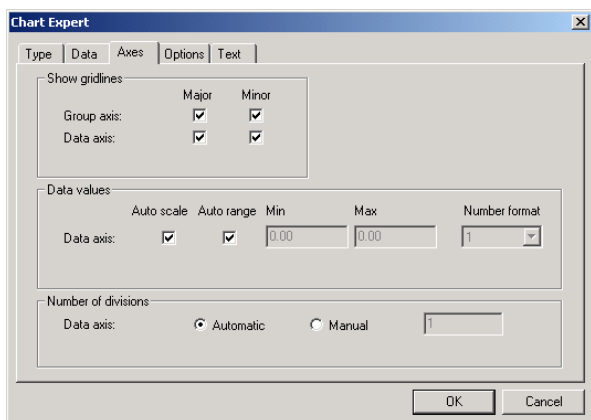 Chart Expert
Type Data Axes Options Text
Show gridlines
Major Minor
Group axis:
Data axis:
Data values
Auto scale Auto range Min Max Number format
Data axis: 0.00 0.00 1
Number of divisions
Data axis: Automatic Manual 1
OK Cancel